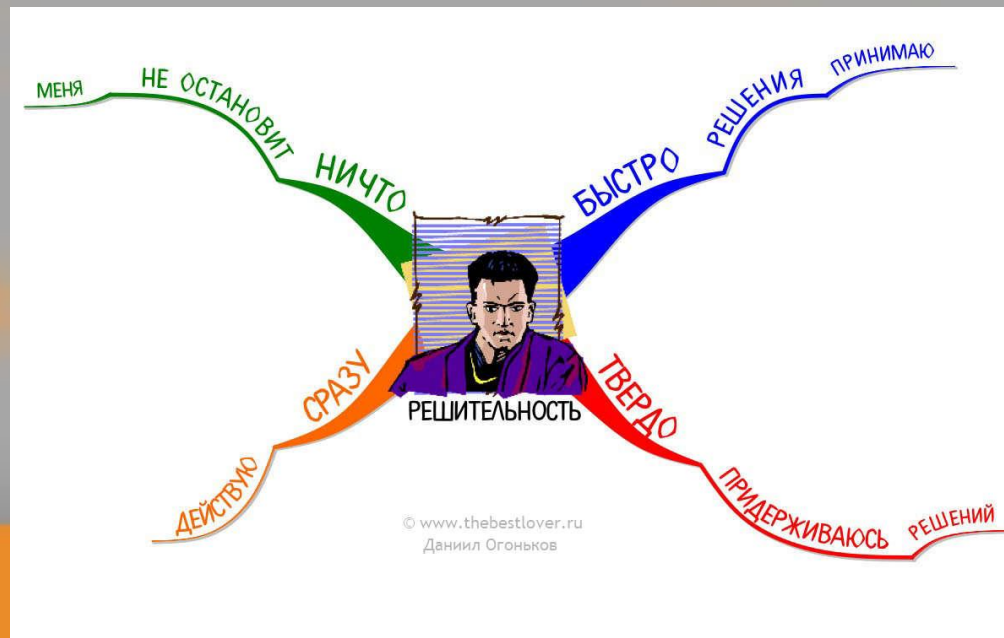 МЕНЯ
НЕ ОСТАНОВИТ
НИЧТО
БЫСТРО
РЕШЕНИЯ
ПРИНИМАЮ
СРАЗУ
ДЕЙСТВУЮ
РЕШИТЕЛЬНОСТЬ
ТВЕРДО
ПРИДЕРЖИВАЮСЬ
РЕШЕНИЙ
© www.thebestlover.ru
Даниил Огоньков